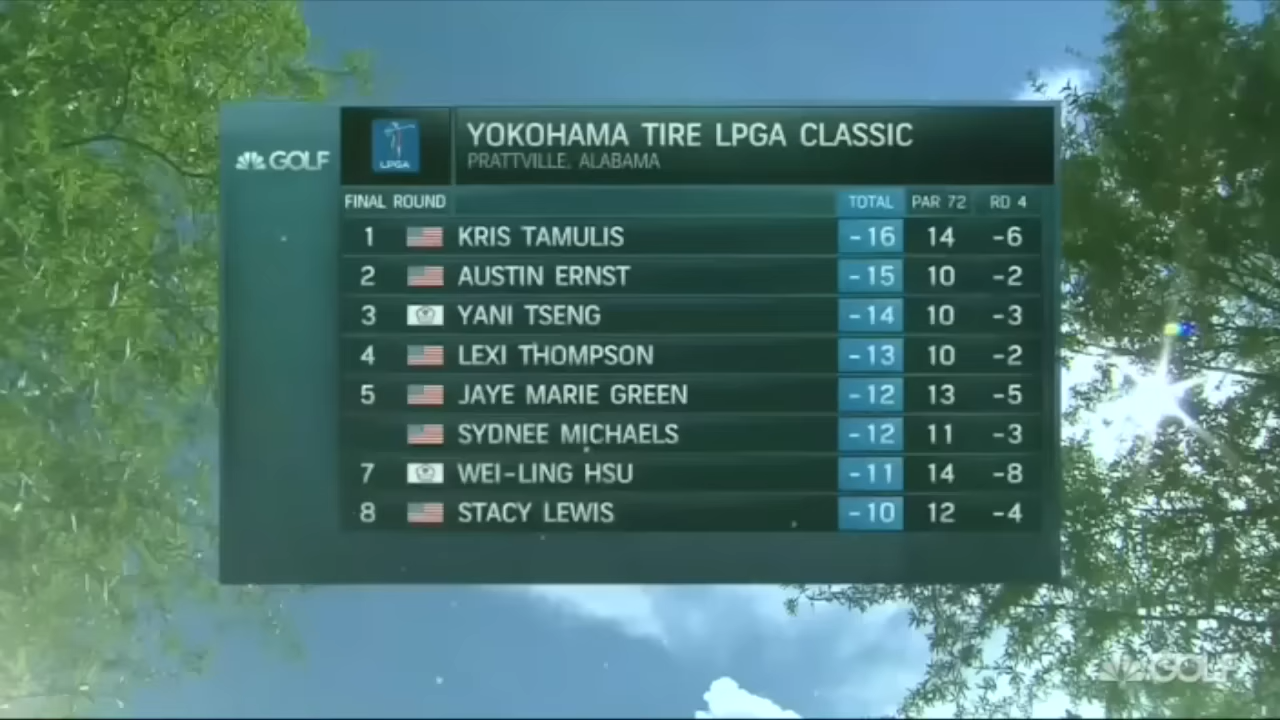 GOLF
LPGA
YOKOHAMA TIRE LPGA CLASSIC
PRATTVILLE, ALABAMA
FINAL ROUND TOTAL PAR 72 RD 4
1 KRIS TAMULIS -16 14 -6
2 AUSTIN ERNST -15 10 -2
3 YANI TSENG -14 10 -3
4 LEXI THOMPSON -13 10 -2
5 JAYE MARIE GREEN -12 13 -5
SYDNEE MICHAELS -12 11 -3
7 WEI-LING HSU -11 14 -8
8 STACY LEWIS -10 12 -4
GOLF